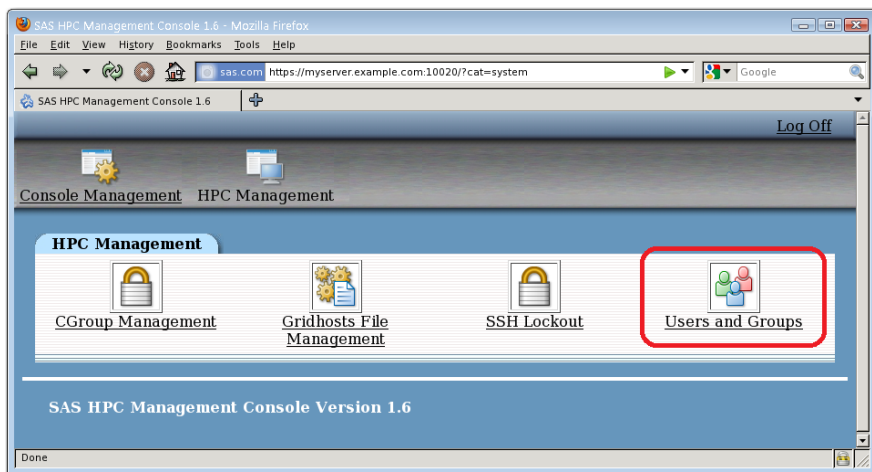 SAS HPC Management Console 1.6 - Mozilla Firefox
File Edit View History Bookmarks Tools Help
sas.com https://myserver.example.com:10020/?cat=system Google
SAS HPC Management Console 1.6
Log Off
Console Management HPC Management
HPC Management
CGroup Management Gridhosts File Management SSH Lockout Users and Groups
SAS HPC Management Console Version 1.6
Done